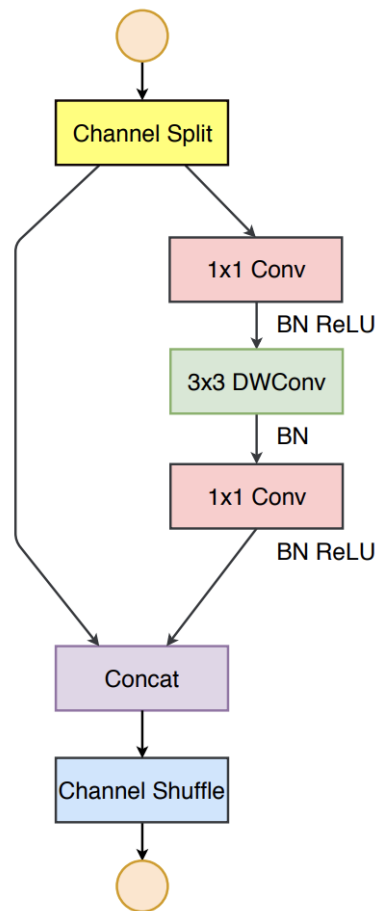 Channel Split
1x1 Conv
BN ReLU
3x3 DWConv
BN
1x1 Conv
BN ReLU
Concat
Channel Shuffle